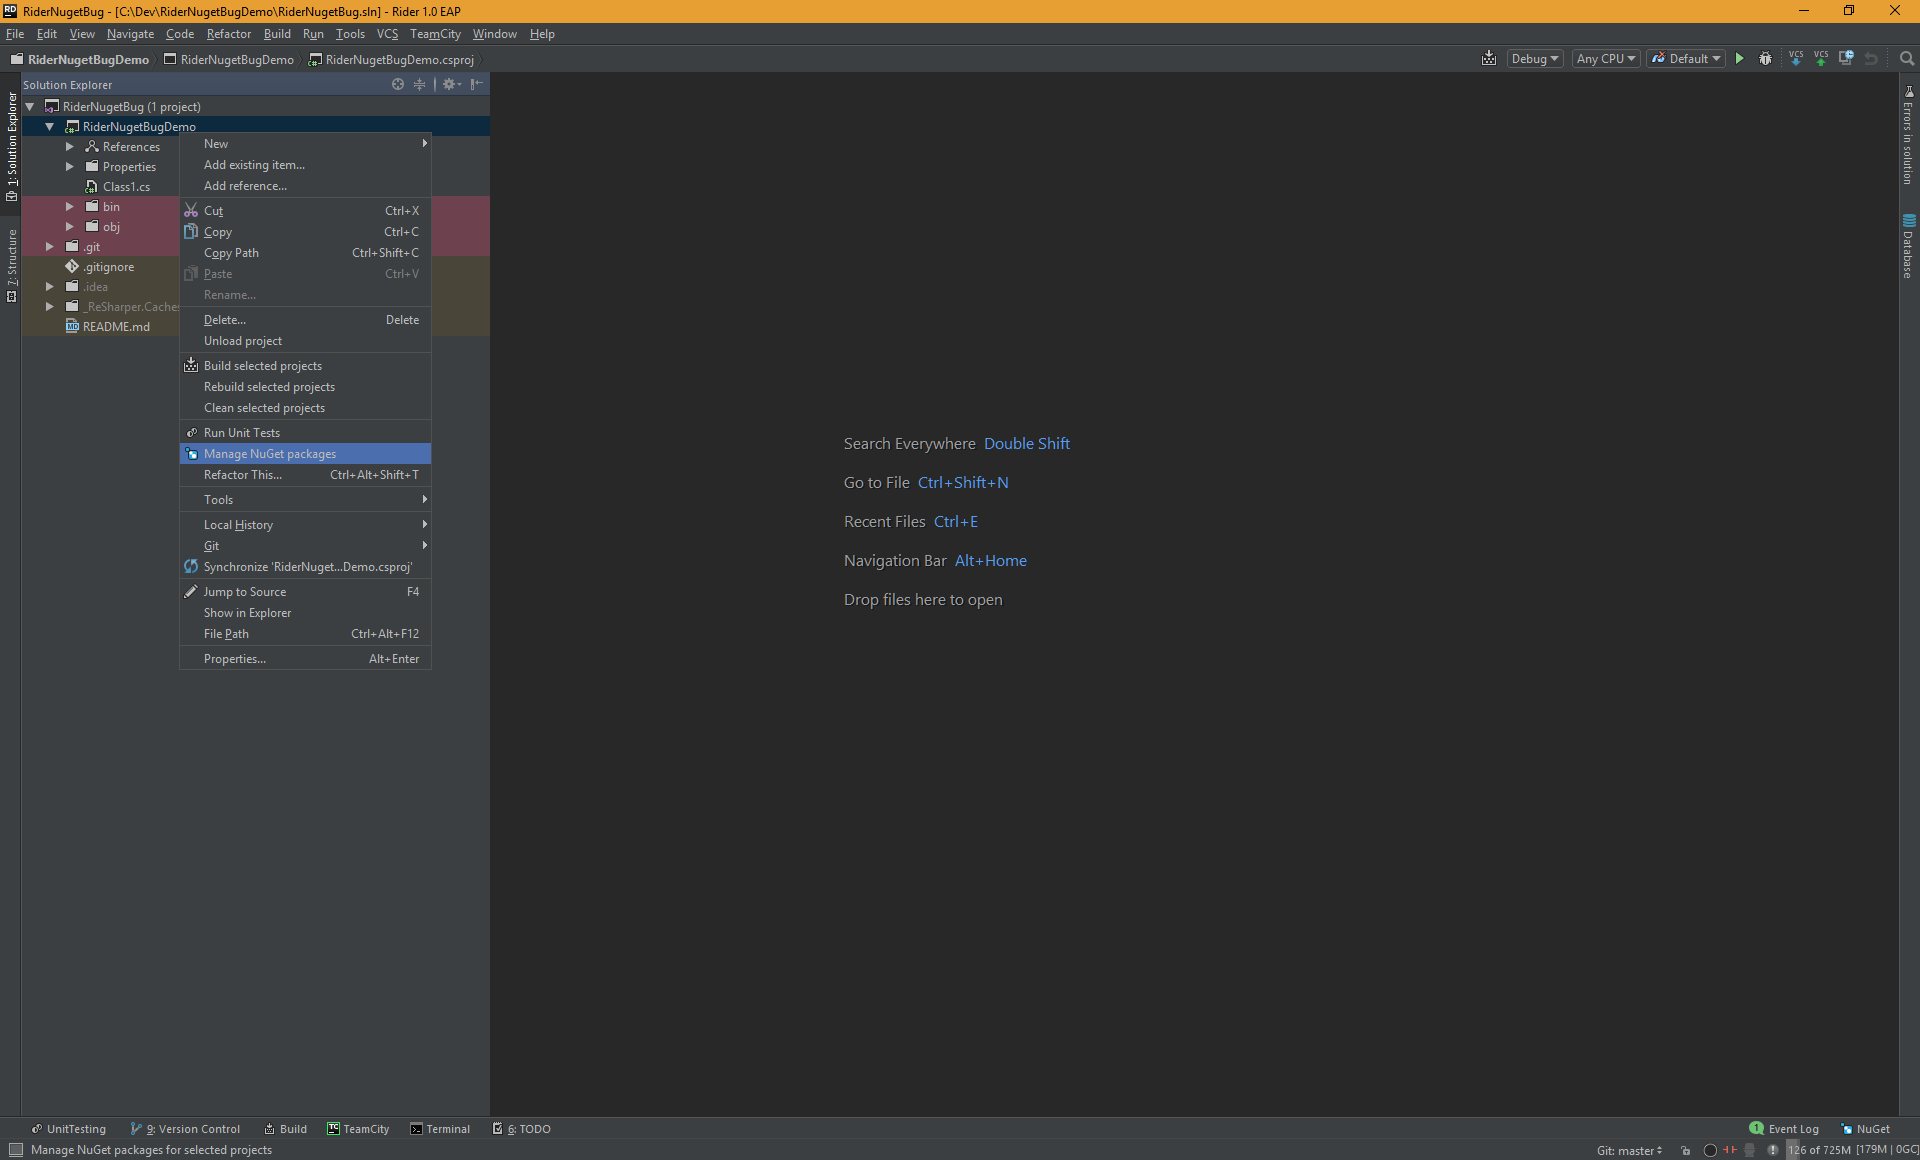 RiderNugetBug - [C:\Dev\RiderNugetBugDemo\RiderNugetBug.sln] - Rider 1.0 EAP
File Edit View Navigate Code Refactor Build Run Tools VCS TeamCity Window Help
RiderNugetBugDemo RiderNugetBugDemo RiderNugetBugDemo.csproj
Debug Any CPU Default VCS VCS
Solution Explorer
1: Solution Explorer
7: Structure
RiderNugetBug (1 project)
RiderNugetBugDemo
References
Properties
Class1.cs
bin
obj
.git
.gitignore
.idea
_ReSharper.Caches
README.md
New
Add existing item...
Add reference...
Cut Ctrl+X
Copy Ctrl+C
Copy Path Ctrl+Shift+C
Paste Ctrl+V
Rename...
Delete... Delete
Unload project
Build selected projects
Rebuild selected projects
Clean selected projects
Run Unit Tests
Manage NuGet packages
Refactor This... Ctrl+Alt+Shift+T
Tools
Local History
Git
Synchronize 'RiderNuget...Demo.csproj'
Jump to Source F4
Show in Explorer
File Path Ctrl+Alt+F12
Properties... Alt+Enter
Search Everywhere Double Shift
Go to File Ctrl+Shift+N
Recent Files Ctrl+E
Navigation Bar Alt+Home
Drop files here to open
Errors in solution
Database
UnitTesting 9: Version Control Build TC TeamCity Terminal 6: TODO
1 Event Log NuGet
Manage NuGet packages for selected projects
Git: master 126 of 725M [179M | 0GC]